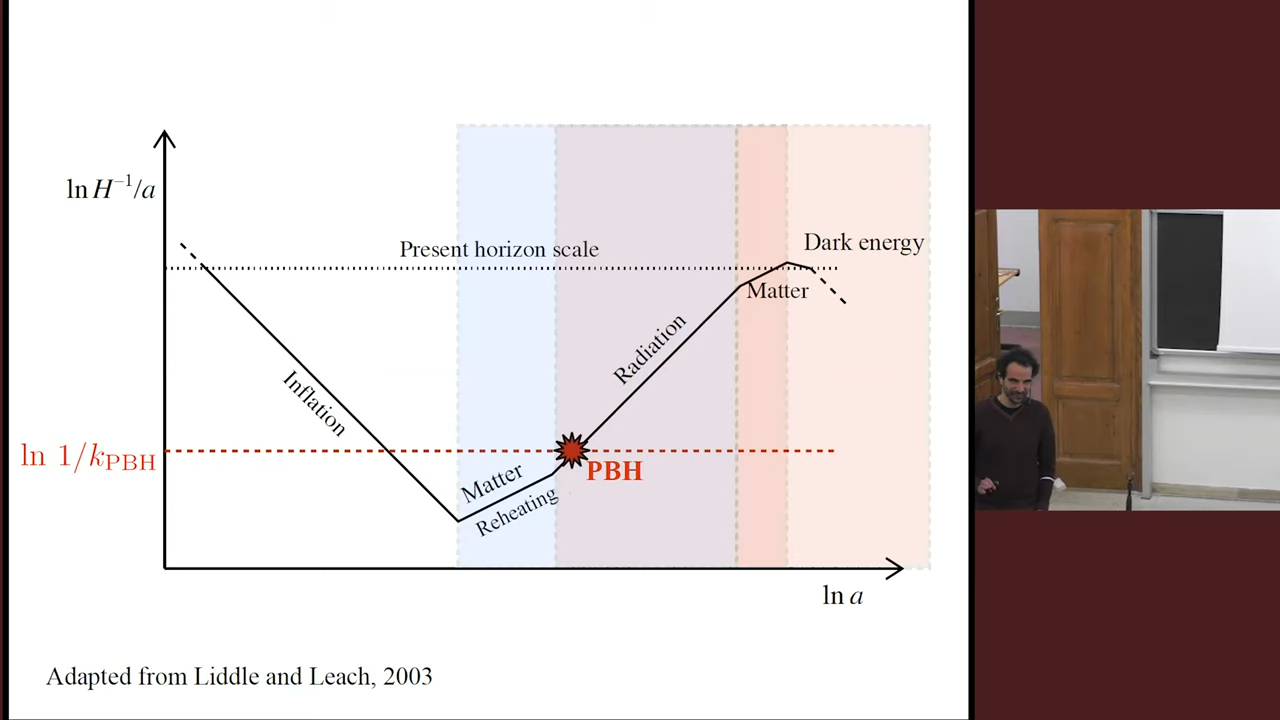 ln H⁻¹/a
Present horizon scale
Dark energy
Matter
Radiation
Inflation
ln 1/k_PBH
PBH
Matter
Reheating
ln a
Adapted from Liddle and Leach, 2003